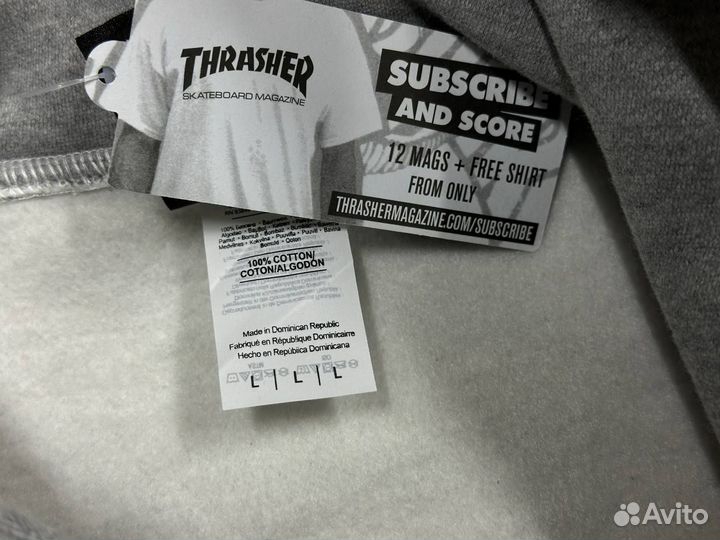 THRASHER
SKATEBOARD MAGAZINE
SUBSCRIBE
AND SCORE
12 MAGS + FREE SHIRT
FROM ONLY
THRASHERMAGAZINE.COM/SUBSCRIBE
100% COTTON/
COTON/ALGODÓN
Made in Dominican Republic
Fabriqué en République Dominicaine
Hecho en República Dominicana
L | L | L
Avito